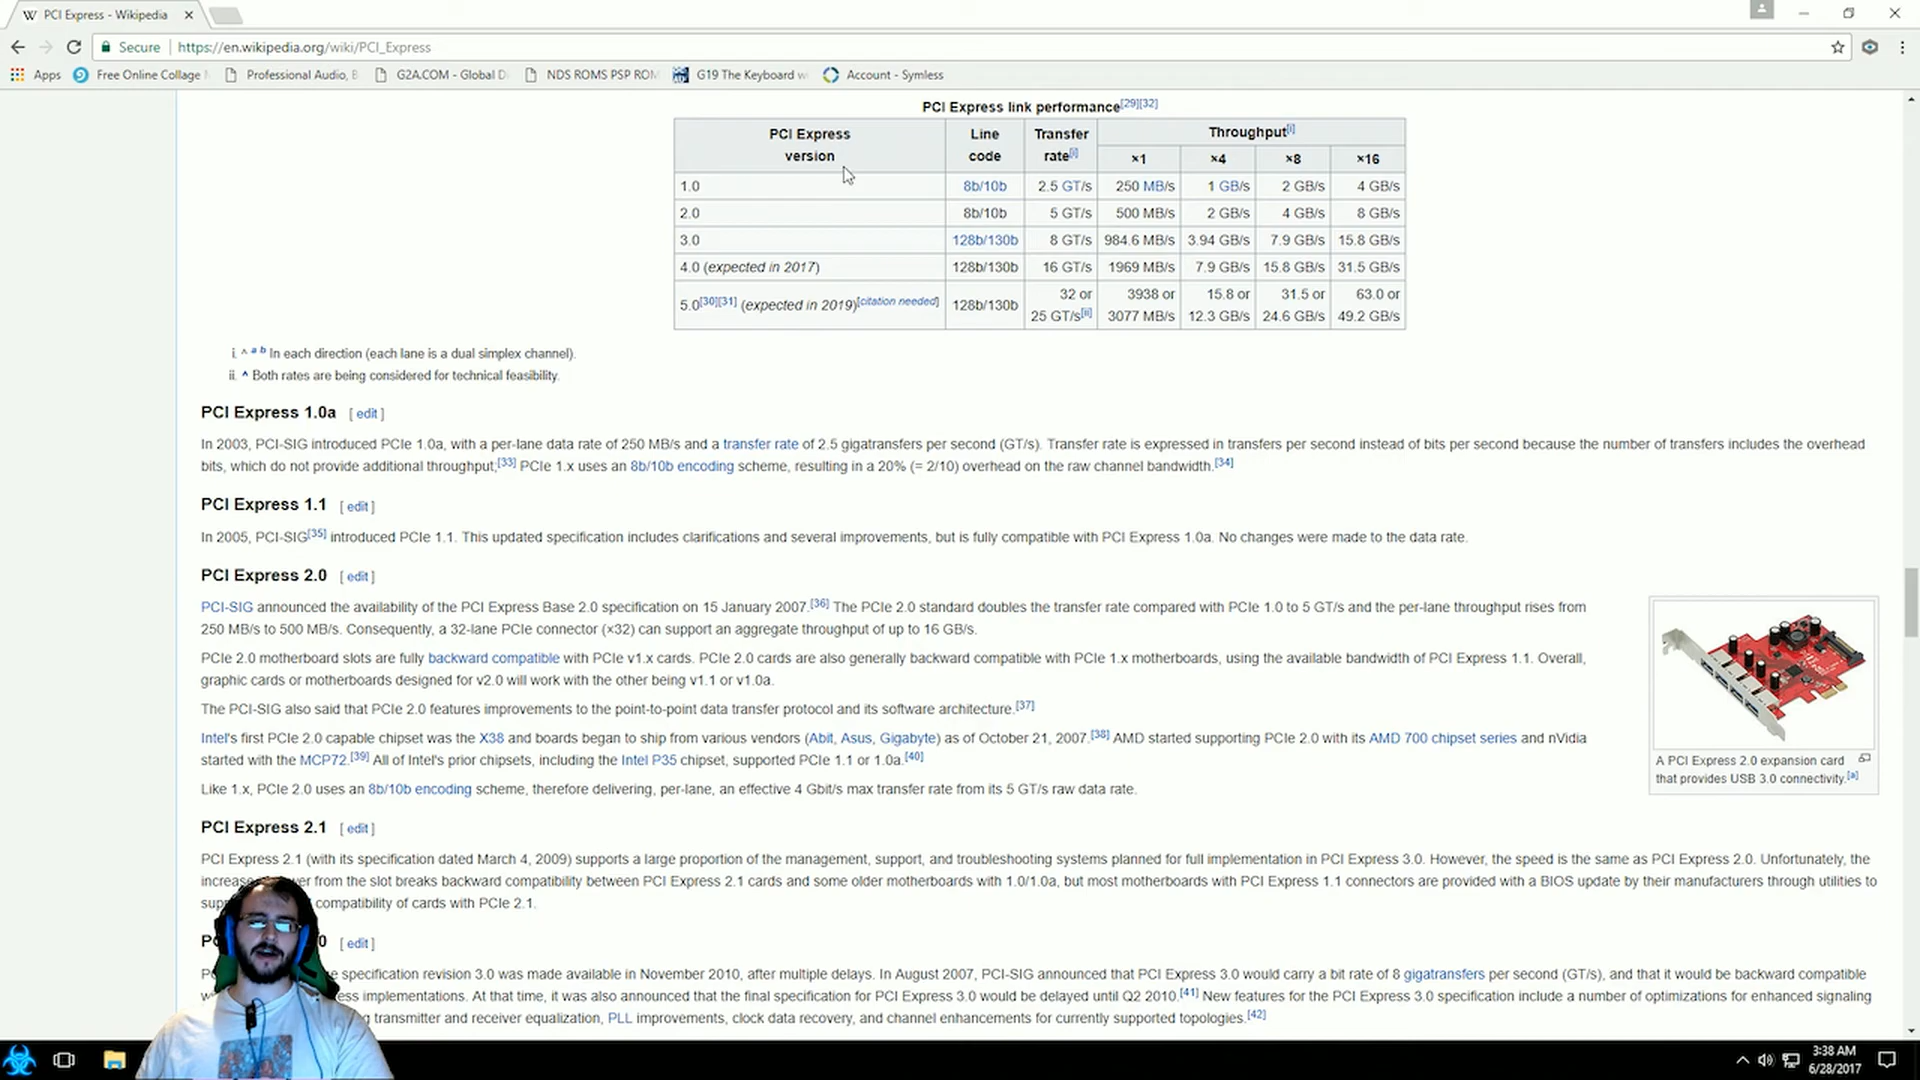 PCI Express - Wikipedia
Secure https://en.wikipedia.org/wiki/PCI_Express
Apps Free Online Collage Professional Audio, B G2A.COM - Global D NDS ROMS PSP ROM G19 The Keyboard w Account - Symless
PCI Express link performance[29][32]
PCI Express version Line code Transfer rate[i] Throughput[i]
×1 ×4 ×8 ×16
1.0 8b/10b 2.5 GT/s 250 MB/s 1 GB/s 2 GB/s 4 GB/s
2.0 8b/10b 5 GT/s 500 MB/s 2 GB/s 4 GB/s 8 GB/s
3.0 128b/130b 8 GT/s 984.6 MB/s 3.94 GB/s 7.9 GB/s 15.8 GB/s
4.0 (expected in 2017) 128b/130b 16 GT/s 1969 MB/s 7.9 GB/s 15.8 GB/s 31.5 GB/s
5.0[30][31] (expected in 2019)[citation needed] 128b/130b 32 or 25 GT/s[ii] 3938 or 3077 MB/s 15.8 or 12.3 GB/s 31.5 or 24.6 GB/s 63.0 or 49.2 GB/s
i. ^ a b In each direction (each lane is a dual simplex channel).
ii. ^ Both rates are being considered for technical feasibility.
PCI Express 1.0a [ edit ]
In 2003, PCI-SIG introduced PCIe 1.0a, with a per-lane data rate of 250 MB/s and a transfer rate of 2.5 gigatransfers per second (GT/s). Transfer rate is expressed in transfers per second instead of bits per second because the number of transfers includes the overhead
bits, which do not provide additional throughput;[33] PCIe 1.x uses an 8b/10b encoding scheme, resulting in a 20% (= 2/10) overhead on the raw channel bandwidth.[34]
PCI Express 1.1 [ edit ]
In 2005, PCI-SIG[35] introduced PCIe 1.1. This updated specification includes clarifications and several improvements, but is fully compatible with PCI Express 1.0a. No changes were made to the data rate.
PCI Express 2.0 [ edit ]
PCI-SIG announced the availability of the PCI Express Base 2.0 specification on 15 January 2007.[36] The PCIe 2.0 standard doubles the transfer rate compared with PCIe 1.0 to 5 GT/s and the per-lane throughput rises from
250 MB/s to 500 MB/s. Consequently, a 32-lane PCIe connector (×32) can support an aggregate throughput of up to 16 GB/s.
PCIe 2.0 motherboard slots are fully backward compatible with PCIe v1.x cards. PCIe 2.0 cards are also generally backward compatible with PCIe 1.x motherboards, using the available bandwidth of PCI Express 1.1. Overall,
graphic cards or motherboards designed for v2.0 will work with the other being v1.1 or v1.0a.
The PCI-SIG also said that PCIe 2.0 features improvements to the point-to-point data transfer protocol and its software architecture.[37]
Intel's first PCIe 2.0 capable chipset was the X38 and boards began to ship from various vendors (Abit, Asus, Gigabyte) as of October 21, 2007.[38] AMD started supporting PCIe 2.0 with its AMD 700 chipset series and nVidia
started with the MCP72.[39] All of Intel's prior chipsets, including the Intel P35 chipset, supported PCIe 1.1 or 1.0a.[40]
Like 1.x, PCIe 2.0 uses an 8b/10b encoding scheme, therefore delivering, per-lane, an effective 4 Gbit/s max transfer rate from its 5 GT/s raw data rate.
A PCI Express 2.0 expansion card
that provides USB 3.0 connectivity.[a]
PCI Express 2.1 [ edit ]
PCI Express 2.1 (with its specification dated March 4, 2009) supports a large proportion of the management, support, and troubleshooting systems planned for full implementation in PCI Express 3.0. However, the speed is the same as PCI Express 2.0. Unfortunately, the
increase from the slot breaks backward compatibility between PCI Express 2.1 cards and some older motherboards with 1.0/1.0a, but most motherboards with PCI Express 1.1 connectors are provided with a BIOS update by their manufacturers through utilities to
compatibility of cards with PCIe 2.1.
[ edit ]
specification revision 3.0 was made available in November 2010, after multiple delays. In August 2007, PCI-SIG announced that PCI Express 3.0 would carry a bit rate of 8 gigatransfers per second (GT/s), and that it would be backward compatible
implementations. At that time, it was also announced that the final specification for PCI Express 3.0 would be delayed until Q2 2010.[41] New features for the PCI Express 3.0 specification include a number of optimizations for enhanced signaling
transmitter and receiver equalization, PLL improvements, clock data recovery, and channel enhancements for currently supported topologies.[42]
3:38 AM
6/28/2017